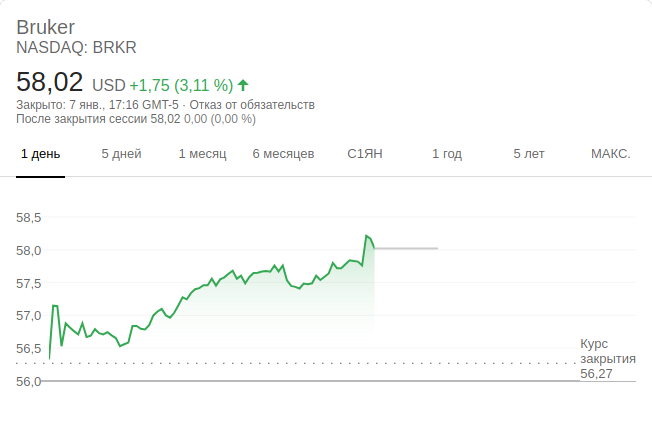 Bruker
NASDAQ: BRKR
58,02 USD +1,75 (3,11 %)
Закрыто: 7 янв., 17:16 GMT-5 · Отказ от обязательств
После закрытия сессии 58,02 0,00 (0,00 %)
1 день 5 дней 1 месяц 6 месяцев С1ЯН 1 год 5 лет МАКС.
58,5
58,0
57,5
57,0
56,5
56,0
Курс
закрытия
56,27